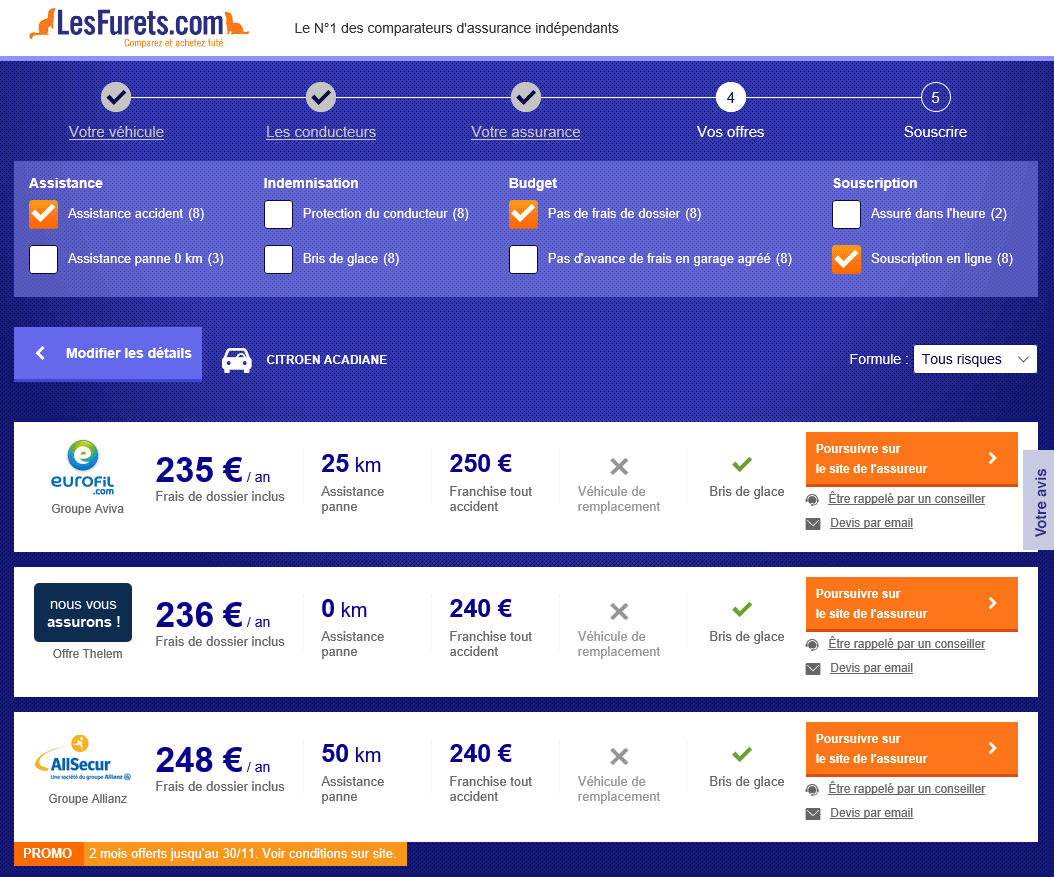 LesFurets.com
Comparez et achetez futé
Le N°1 des comparateurs d'assurance indépendants
4
5
Votre véhicule
Les conducteurs
Votre assurance
Vos offres
Souscrire
Assistance
Indemnisation
Budget
Souscription
Assistance accident (8)
Protection du conducteur (8)
Pas de frais de dossier (8)
Assuré dans l'heure (2)
Assistance panne 0 km (3)
Bris de glace (8)
Pas d'avance de frais en garage agréé (8)
Souscription en ligne (8)
Modifier les détails
CITROEN ACADIANE
Formule :
Tous risques
e
eurofil
.com
Groupe Aviva
235 € / an
Frais de dossier inclus
25 km
Assistance
panne
250 €
Franchise tout
accident
Véhicule de
remplacement
Bris de glace
Poursuivre sur
le site de l'assureur
Être rappelé par un conseiller
Devis par email
Votre avis
nous vous
assurons !
Offre Thelem
236 € / an
Frais de dossier inclus
0 km
Assistance
panne
240 €
Franchise tout
accident
Véhicule de
remplacement
Bris de glace
Poursuivre sur
le site de l'assureur
Être rappelé par un conseiller
Devis par email
AllSecur
Une société du groupe Allianz
Groupe Allianz
248 € / an
Frais de dossier inclus
50 km
Assistance
panne
240 €
Franchise tout
accident
Véhicule de
remplacement
Bris de glace
Poursuivre sur
le site de l'assureur
Être rappelé par un conseiller
Devis par email
PROMO
2 mois offerts jusqu'au 30/11. Voir conditions sur site.